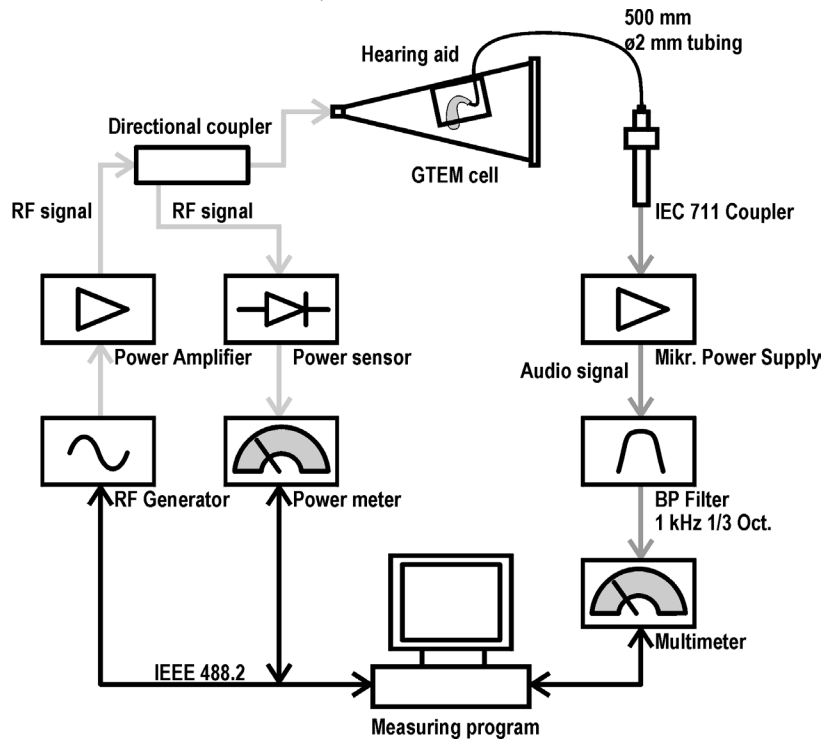 500 mm
ø2 mm tubing
Hearing aid
Directional coupler
GTEM cell
RF signal
RF signal
IEC 711 Coupler
Power Amplifier
Power sensor
Mikr. Power Supply
Audio signal
RF Generator
Power meter
BP Filter
1 kHz 1/3 Oct.
Multimeter
IEEE 488.2
Measuring program